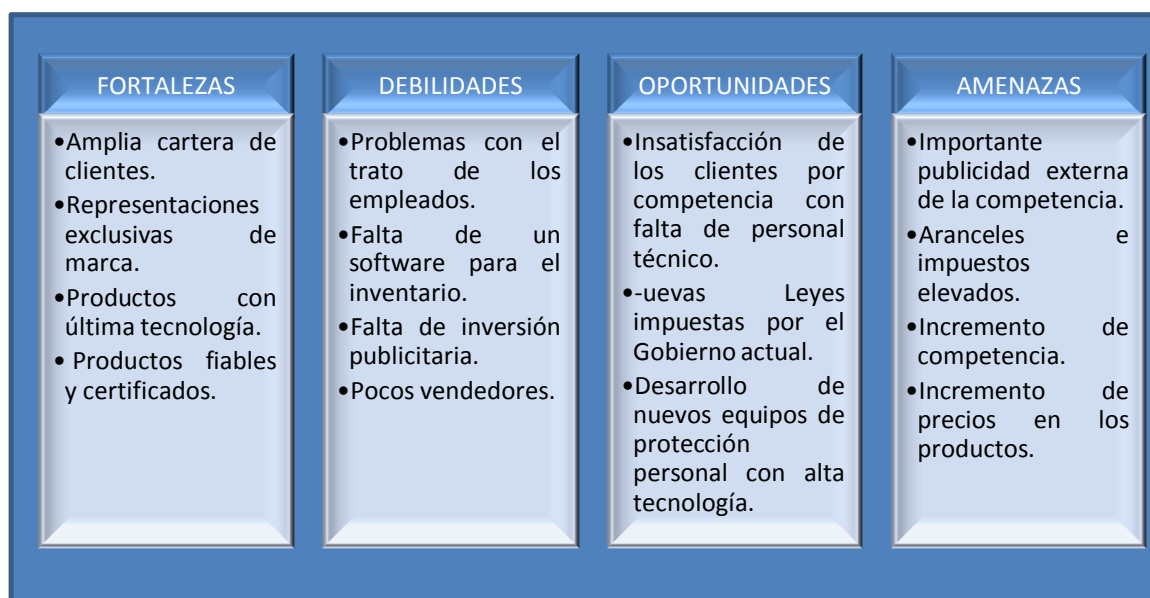 FORTALEZAS
•Amplia cartera de
clientes.
•Representaciones
exclusivas de
marca.
•Productos con
última tecnología.
• Productos fiables
y certificados.
DEBILIDADES
•Problemas con el
trato de los
empleados.
•Falta de un
software para el
inventario.
•Falta de inversión
publicitaria.
•Pocos vendedores.
OPORTUNIDADES
•Insatisfacción de
los clientes por
competencia con
falta de personal
técnico.
•-uevas Leyes
impuestas por el
Gobierno actual.
•Desarrollo de
nuevos equipos de
protección
personal con alta
tecnología.
AMENAZAS
•Importante
publicidad externa
de la competencia.
•Aranceles e
impuestos
elevados.
•Incremento de
competencia.
•Incremento de
precios en los
productos.